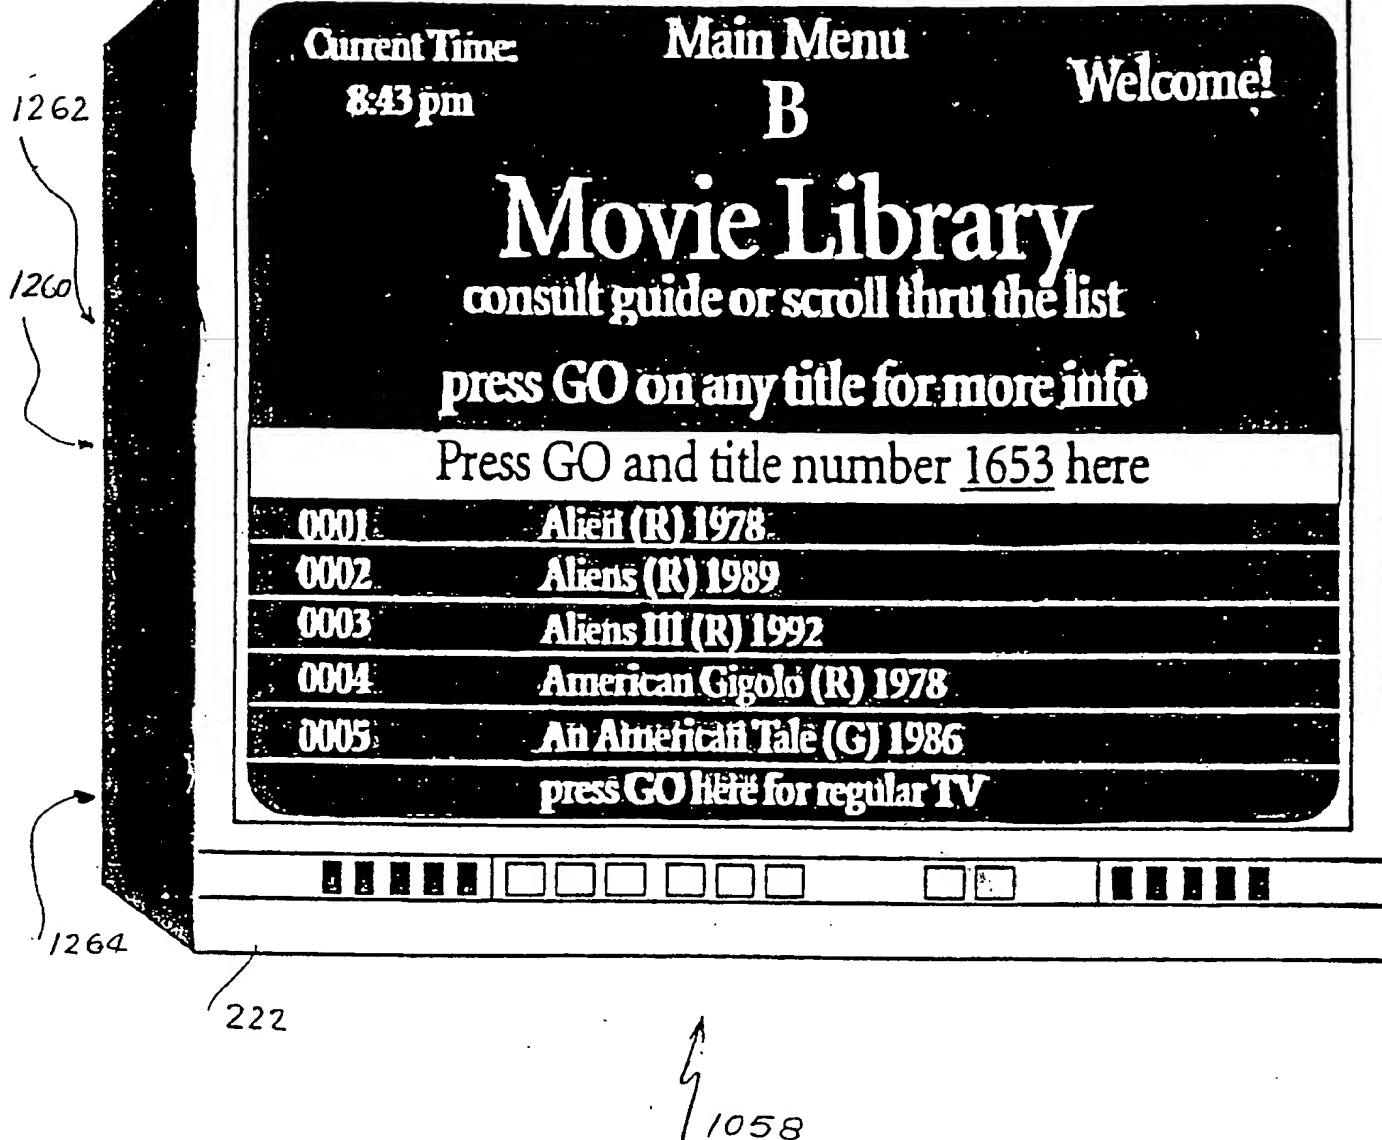 Current Time:
8:43 pm
Main Menu
B
Welcome!
Movie Library
consult guide or scroll thru the list
press GO on any title for more info
Press GO and title number 1653 here
0001 Alien (R) 1978
0002 Aliens (R) 1989
0003 Aliens III (R) 1992
0004 American Gigolo (R) 1978
0005 An American Tale (G) 1986
press GO here for regular TV
1262
1260
1264
222
1058